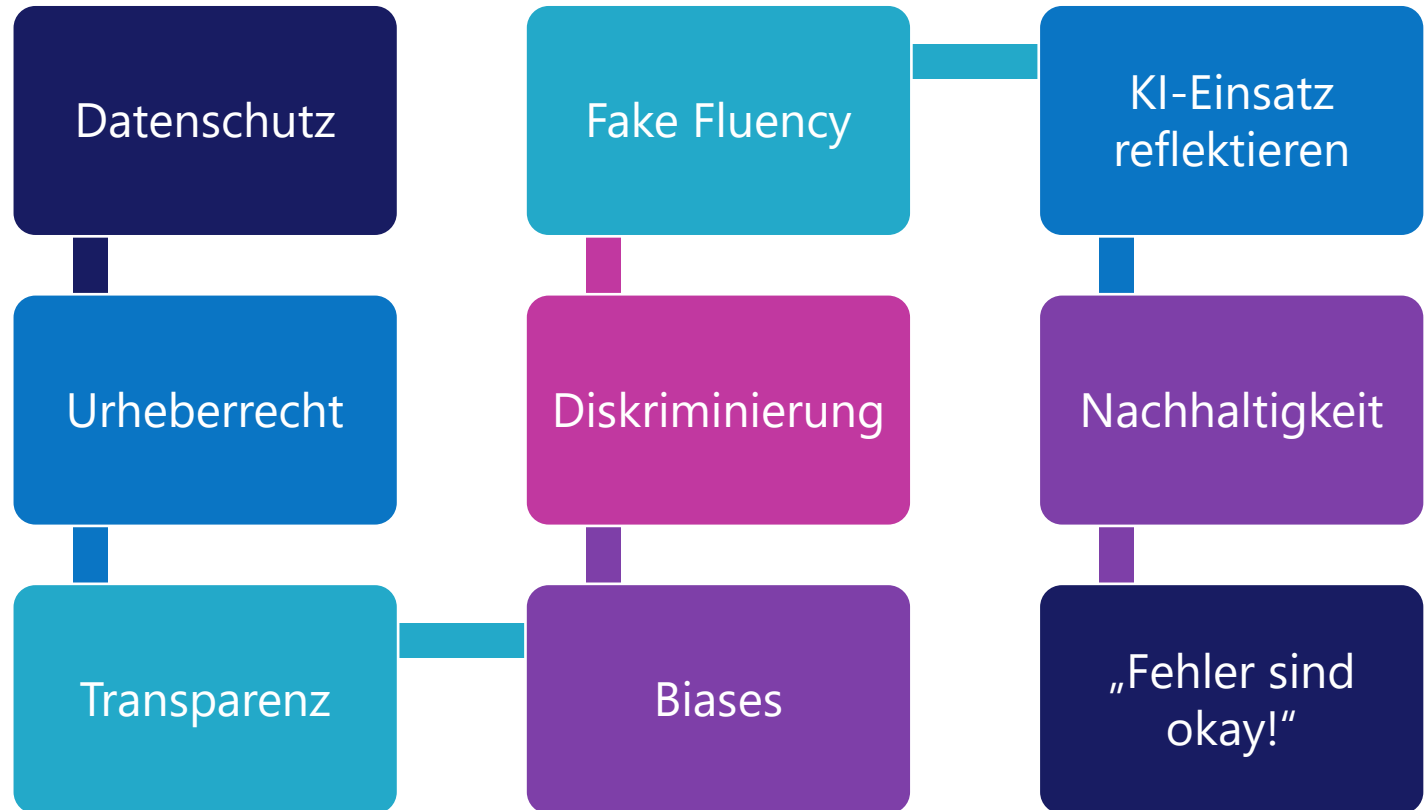 Datenschutz
Urheberrecht
Transparenz
Biases
Diskriminierung
Fake Fluency
KI-Einsatz
reflektieren
Nachhaltigkeit
„Fehler sind
okay!“